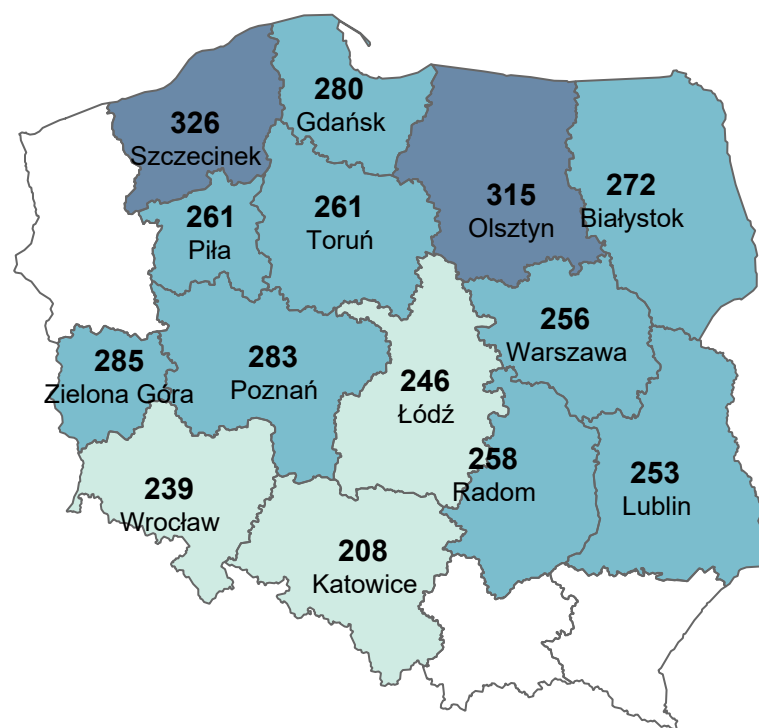 280
Gdańsk
326
Szczecinek
272
Białystok
315
Olsztyn
261
Piła
261
Toruń
256
Warszawa
285
Zielona Góra
283
Poznań
246
Łódź
258
Radom
253
Lublin
239
Wrocław
208
Katowice